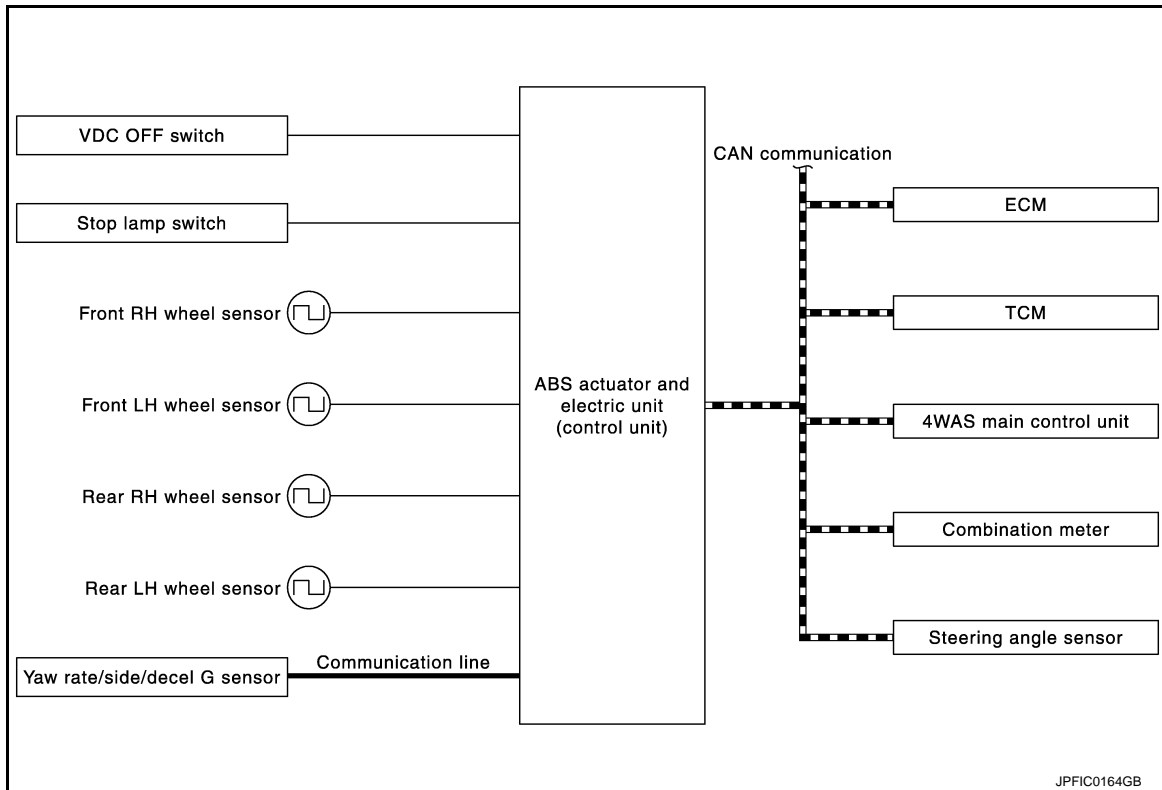 VDC OFF switch
Stop lamp switch
Front RH wheel sensor
Front LH wheel sensor
Rear RH wheel sensor
Rear LH wheel sensor
Yaw rate/side/decel G sensor
Communication line
ABS actuator and
electric unit
(control unit)
CAN communication
ECM
TCM
4WAS main control unit
Combination meter
Steering angle sensor
JPFIC0164GB